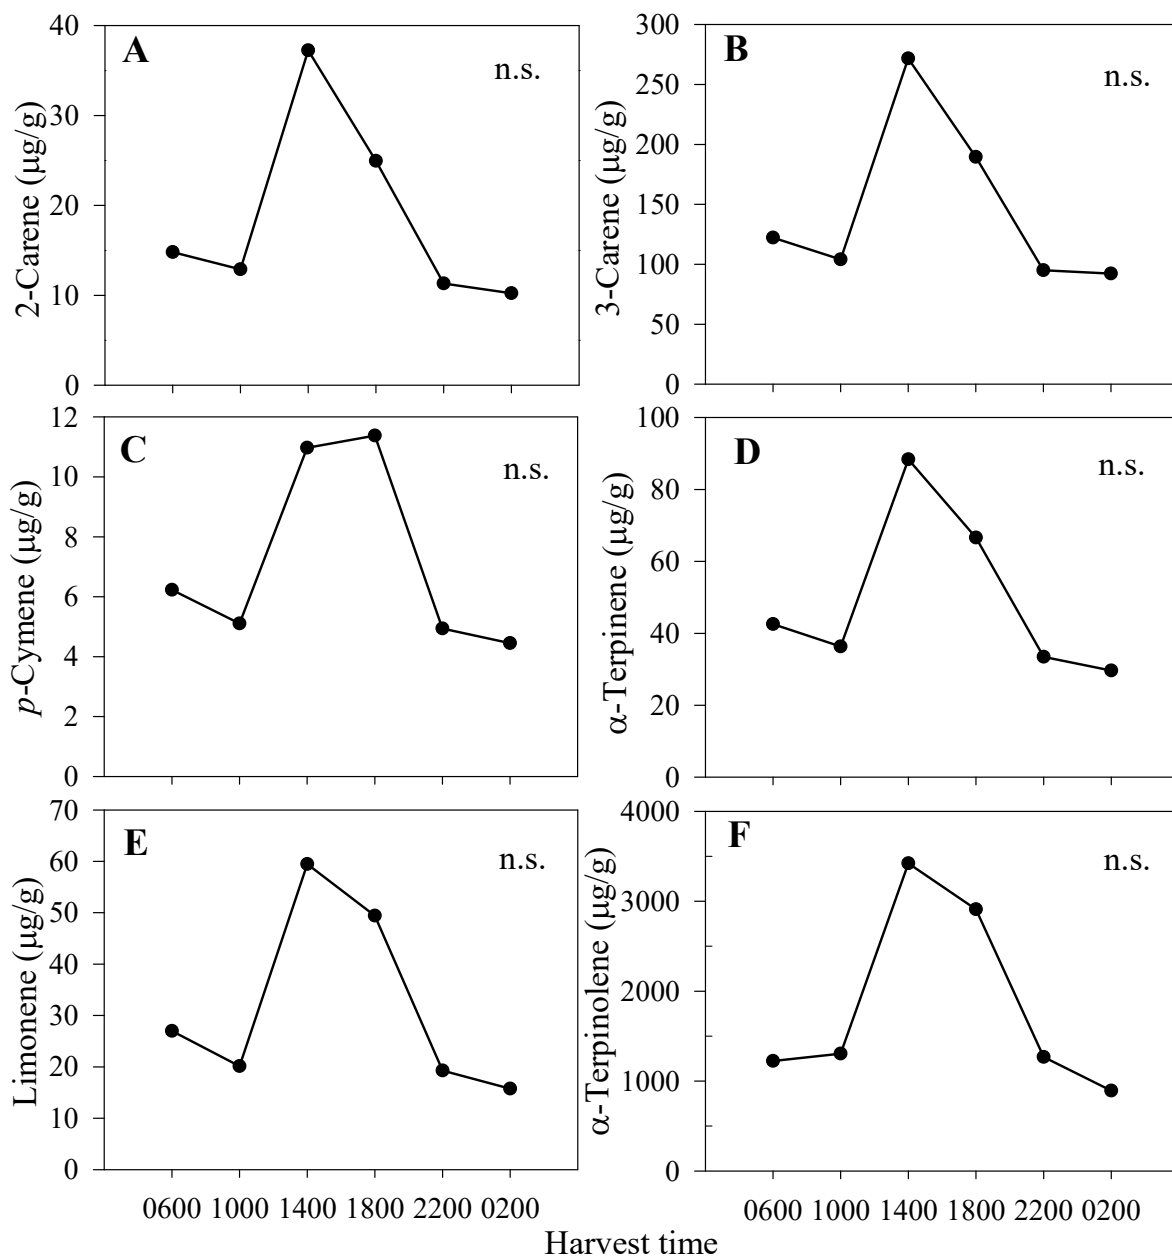 A
n.s.
2-Carene (µg/g)
40
30
20
10
0
B
n.s.
3-Carene (µg/g)
300
250
200
150
100
50
0
C
n.s.
p-Cymene (µg/g)
12
10
8
6
4
2
0
D
n.s.
α-Terpinene (µg/g)
100
80
60
40
20
0
E
n.s.
Limonene (µg/g)
70
60
50
40
30
20
10
0
F
n.s.
α-Terpinolene (µg/g)
4000
3000
2000
1000
0
0600 1000 1400 1800 2200 0200
0600 1000 1400 1800 2200 0200
Harvest time